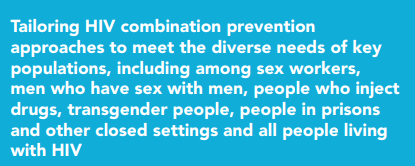 Tailoring HIV combination prevention
approaches to meet the diverse needs of key
populations, including among sex workers,
men who have sex with men, people who inject
drugs, transgender people, people in prisons
and other closed settings and all people living
with HIV